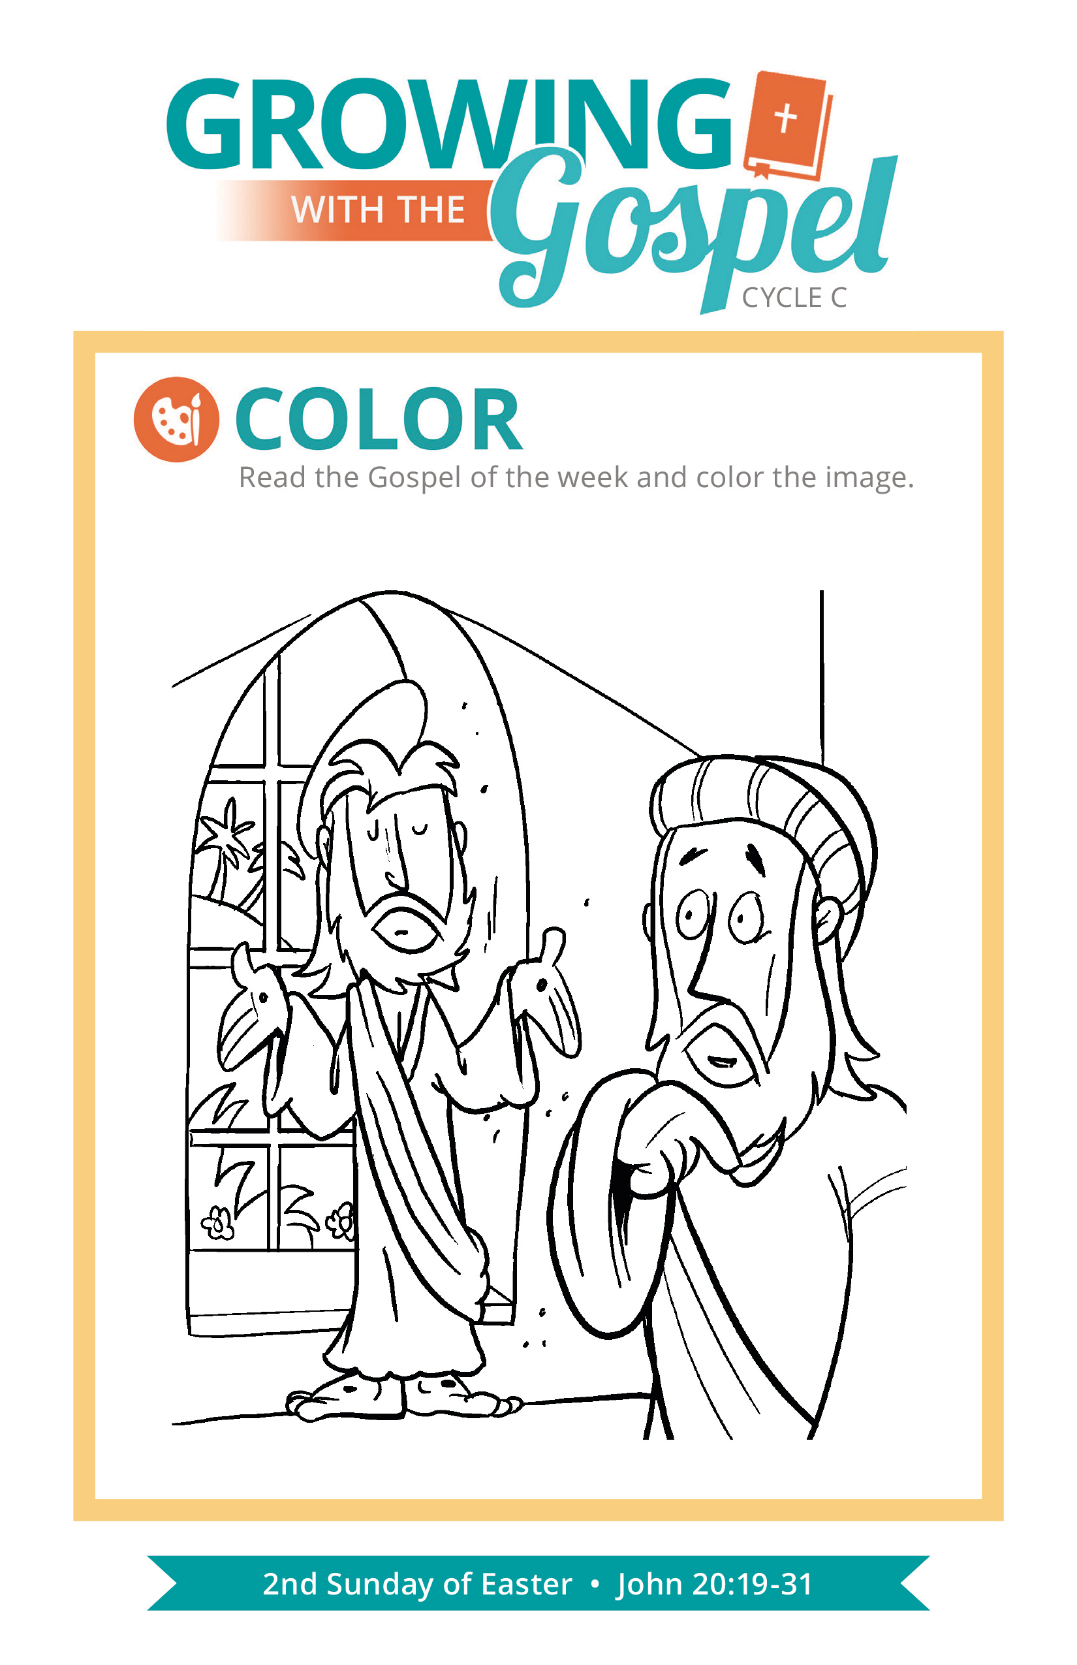 GROWING
WITH THE Gospel
CYCLE C
COLOR
Read the Gospel of the week and color the image.
2nd Sunday of Easter • John 20:19-31